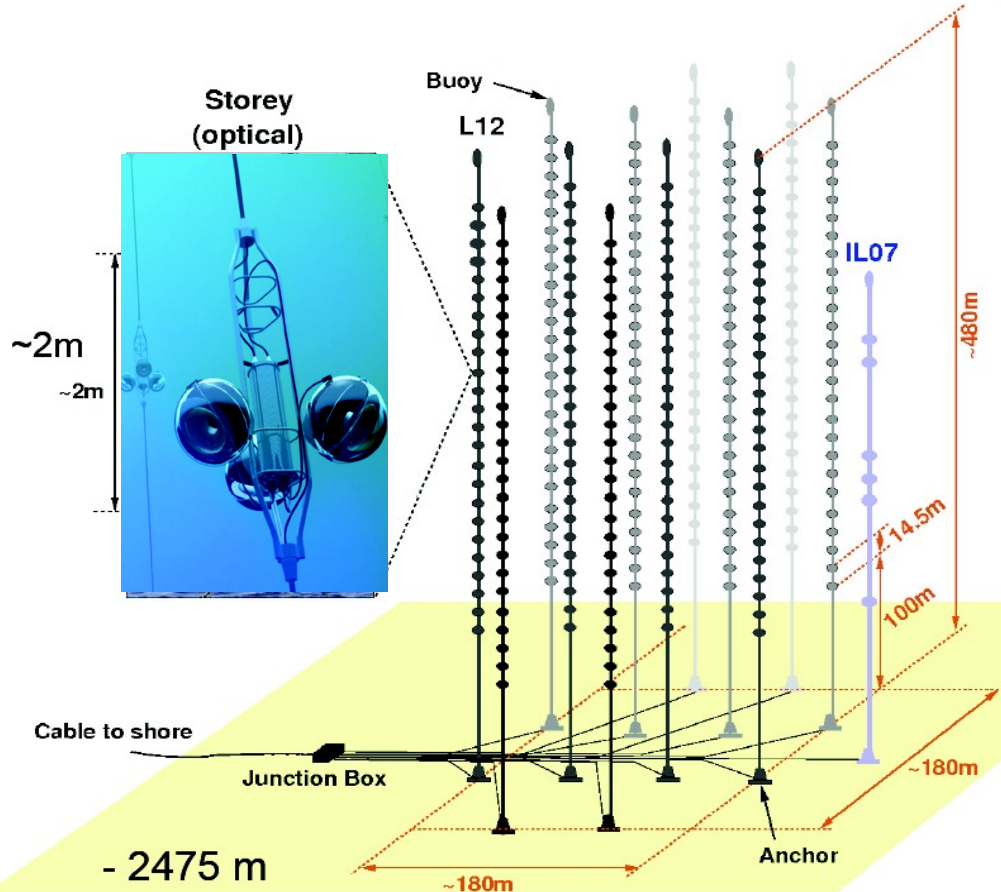 Buoy
Storey
(optical)
L12
IL07
~2m
~2m
~480m
14.5m
100m
Cable to shore
Junction Box
~180m
Anchor
- 2475 m
~180m